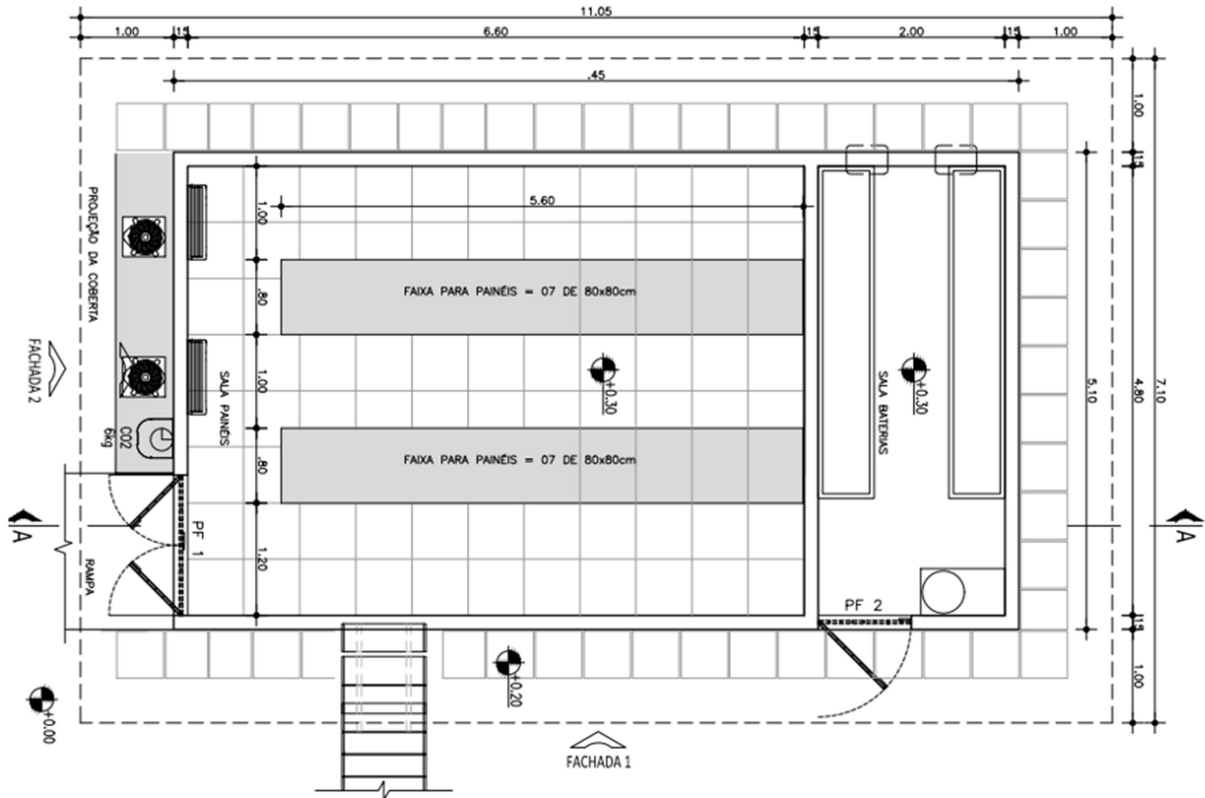 11.05
1.00
15
6.60
15
2.00
15
1.00
.45
1.00
15
4.80
15
1.00
5.10
7.10
PROJEÇÃO DA COBERTA
FACHADA 2
CO2
6kg
SALA PAINÉIS
1.00
.80
1.00
.80
1.20
5.60
FAIXA PARA PAINÉIS = 07 DE 80x80cm
+0.30
FAIXA PARA PAINÉIS = 07 DE 80x80cm
SALA BATERIAS
+0.30
A
A
PF 1
RAMPA
PF 2
+0.20
+0.00
FACHADA 1